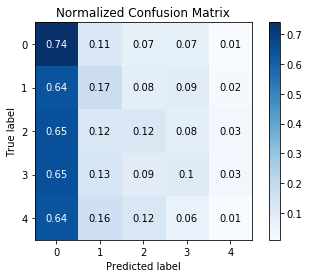 Normalized Confusion Matrix
0 0.74 0.11 0.07 0.07 0.01
1 0.64 0.17 0.08 0.09 0.02
2 0.65 0.12 0.12 0.08 0.03
3 0.65 0.13 0.09 0.1 0.03
4 0.64 0.16 0.12 0.06 0.01
0 1 2 3 4
Predicted label
True label
0.7
0.6
0.5
0.4
0.3
0.2
0.1